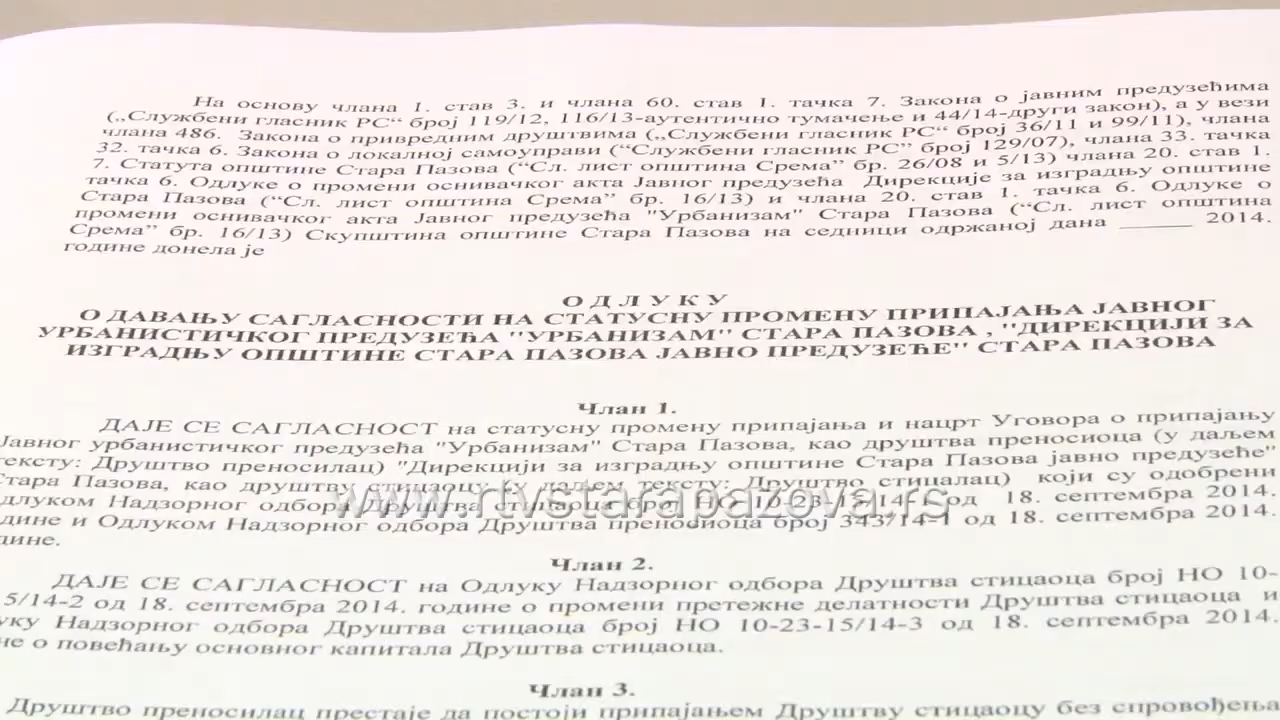 На основу члана 1. став 3. и члана 60. став 1. тачка 7. Закона о јавним предузећима
(„Службени гласник РС“ број 119/12, 116/13-аутентично тумачење и 44/14-други закон), а у вези
члана 486. Закона о привредним друштвима („Службени гласник РС“ број 36/11 и 99/11), члана
32. тачка 6. Закона о локалној самоуправи (“Службени гласник РС” број 129/07), члана 33. тачка
7. Статута општине Стара Пазова (“Сл. лист општина Срема” бр. 26/08 и 5/13) члана 20. став 1.
тачка 6. Одлуке о промени оснивачког акта Јавног предузећа Дирекције за изградњу општине
Стара Пазова (“Сл. лист општина Срема” бр. 16/13) и члана 20. став 1. тачка 6. Одлуке о
промени оснивачког акта Јавног предузећа "Урбанизам" Стара Пазова (“Сл. лист општина
Срема” бр. 16/13) Скупштина општине Стара Пазова на седници одржаној дана ______ 2014.
године донела је
О Д Л У К У
О ДАВАЊУ САГЛАСНОСТИ НА СТАТУСНУ ПРОМЕНУ ПРИПАЈАЊА ЈАВНОГ
УРБАНИСТИЧКОГ ПРЕДУЗЕЋА "УРБАНИЗАМ" СТАРА ПАЗОВА , "ДИРЕКЦИЈИ ЗА
ИЗГРАДЊУ ОПШТИНЕ СТАРА ПАЗОВА ЈАВНО ПРЕДУЗЕЋЕ" СТАРА ПАЗОВА
Члан 1.
ДАЈЕ СЕ САГЛАСНОСТ на статусну промену припајања и нацрт Уговора о припајању
Јавног урбанистичког предузећа "Урбанизам" Стара Пазова, као друштва преносиоца (у даљем
тексту: Друштво преносилац) "Дирекцији за изградњу општине Стара Пазова јавно предузеће"
Стара Пазова, као друштву стицаоцу (у даљем тексту: Друштво стицалац) који су одобрени
длуком Надзорног одбора Друштва стицаоца број од 18. септембра 2014.
дине и Одлуком Надзорног одбора Друштва преносиоца број 343/14-1 од 18. септембра 2014.
дине.
www.rtvstarapazova.rs
Члан 2.
ДАЈЕ СЕ САГЛАСНОСТ на Одлуку Надзорног одбора Друштва стицаоца број НО 10-
5/14-2 од 18. септембра 2014. године о промени претежне делатности Друштва стицаоца и
уку Надзорног одбора Друштва стицаоца број НО 10-23-15/14-3 од 18. септембра 2014.
не о повећању основног капитала Друштва стицаоца.
Члан 3.
Друштво преносилац престаје да постоји припајањем Друштву стицаоцу без спровођења